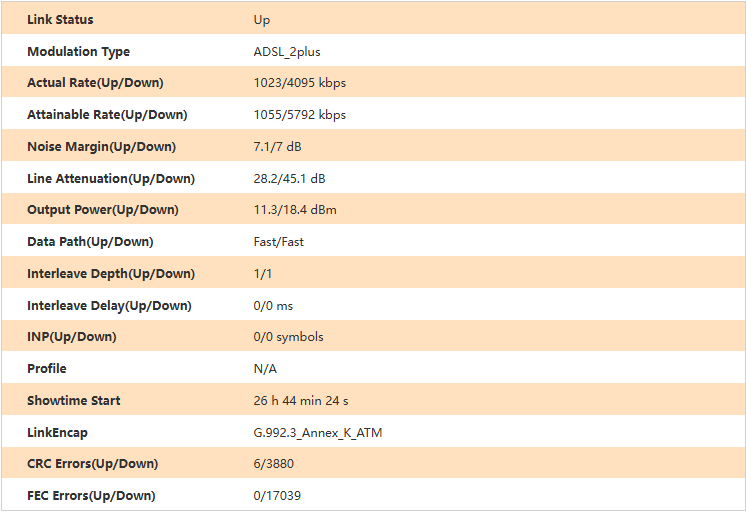 Link Status Up
Modulation Type ADSL_2plus
Actual Rate(Up/Down) 1023/4095 kbps
Attainable Rate(Up/Down) 1055/5792 kbps
Noise Margin(Up/Down) 7.1/7 dB
Line Attenuation(Up/Down) 28.2/45.1 dB
Output Power(Up/Down) 11.3/18.4 dBm
Data Path(Up/Down) Fast/Fast
Interleave Depth(Up/Down) 1/1
Interleave Delay(Up/Down) 0/0 ms
INP(Up/Down) 0/0 symbols
Profile N/A
Showtime Start 26 h 44 min 24 s
LinkEncap G.992.3_Annex_K_ATM
CRC Errors(Up/Down) 6/3880
FEC Errors(Up/Down) 0/17039